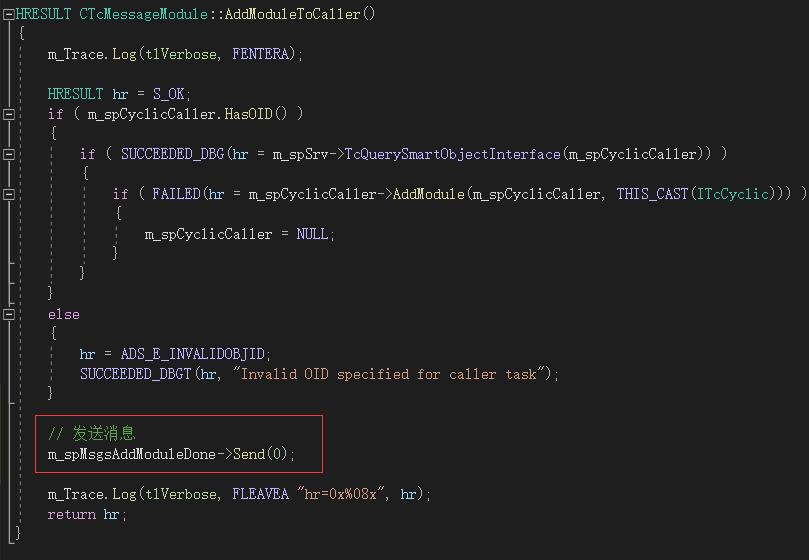 HRESULT CTcMessageModule::AddModuleToCaller()
{
m_Trace.Log(tlVerbose, FENTERA);
HRESULT hr = S_OK;
if ( m_spCyclicCaller.HasOID() )
{
if ( SUCCEEDED_DBG(hr = m_spSrv->TcQuerySmartObjectInterface(m_spCyclicCaller)) )
{
if ( FAILED(hr = m_spCyclicCaller->AddModule(m_spCyclicCaller, THIS_CAST(ITcCyclic))) )
{
m_spCyclicCaller = NULL;
}
}
}
else
{
hr = ADS_E_INVALIDOBJID;
SUCCEEDED_DBGT(hr, "Invalid OID specified for caller task");
}
// 发送消息
m_spMsgsAddModuleDone->Send(0);
m_Trace.Log(tlVerbose, FLEAVEA "hr=0x%08x", hr);
return hr;
}